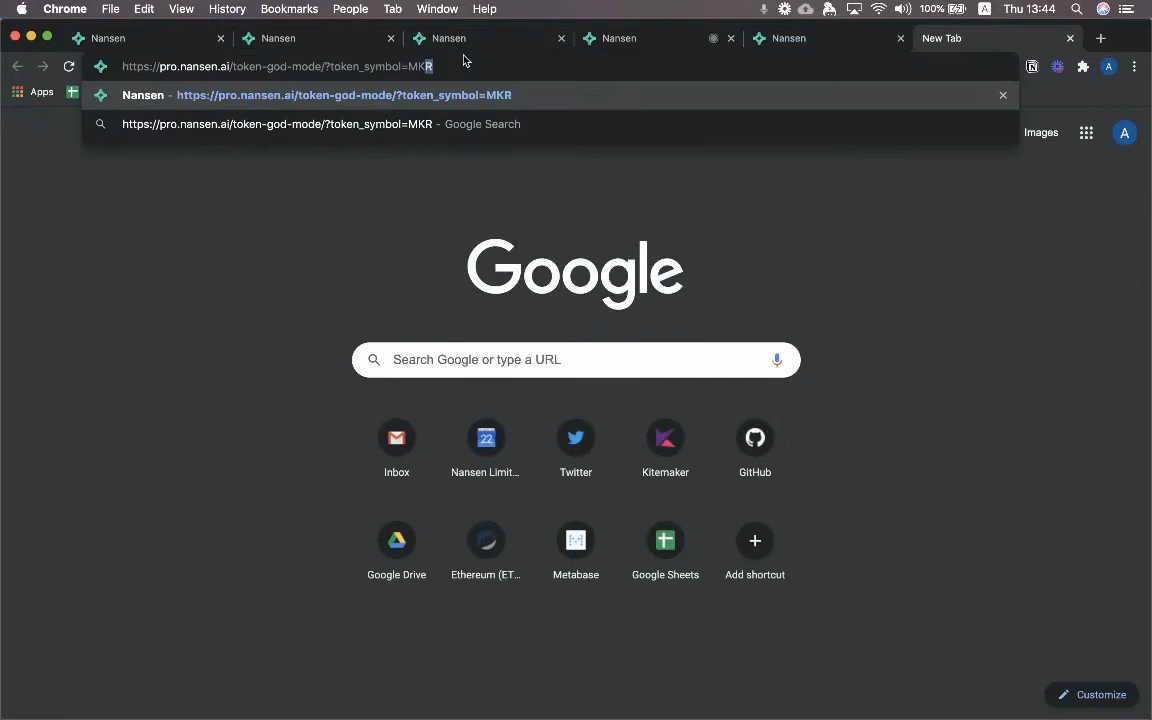 Chrome File Edit View History Bookmarks People Tab Window Help 100% A Thu 13:44
Nansen Nansen Nansen Nansen Nansen New Tab
https://pro.nansen.ai/token-god-mode/?token_symbol=MKR A
Apps
Nansen - https://pro.nansen.ai/token-god-mode/?token_symbol=MKR
https://pro.nansen.ai/token-god-mode/?token_symbol=MKR - Google Search
Images A
Google
Search Google or type a URL
22
Inbox Nansen Limit... Twitter Kitemaker GitHub
Google Drive Ethereum (ET... Metabase Google Sheets Add shortcut
Customize